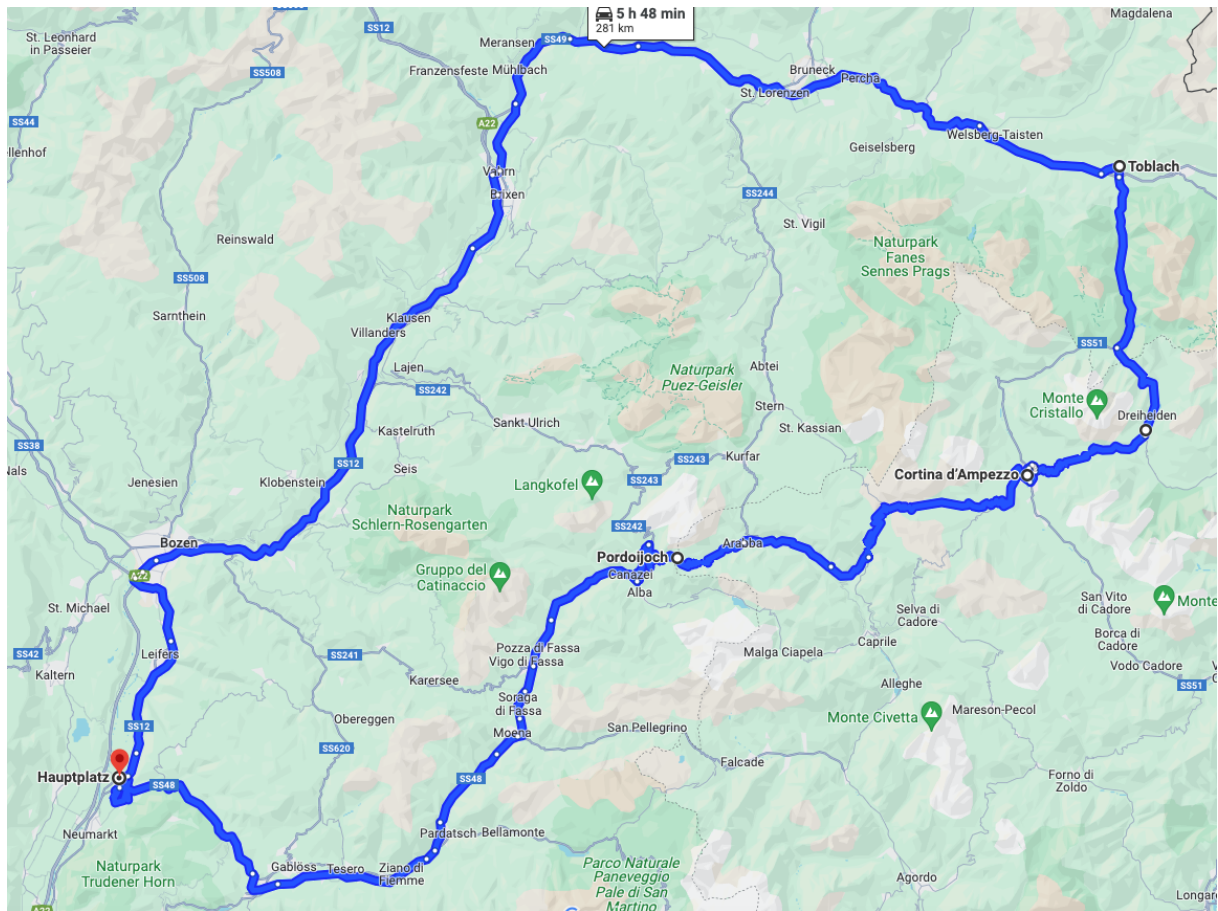 5 h 48 min
281 km
Magdalena
St. Leonhard
in Passeier
SS12
SS49
Meransen
Franzensfeste
Mühlbach
SS508
Bruneck
Percha
St. Lorenzen
SS44
A22
Welsberg-Taisten
Geiselsberg
Toblach
Brixen
SS244
St. Vigil
Reinswald
Naturpark
Fanes
Sennes Prags
SS508
Sarnthein
Klausen
Villanders
SS51
Lajen
SS242
Abtei
Naturpark
Puez-Geisler
Monte
Cristallo
Stern
Dreiheiden
Sankt-Ulrich
St. Kassian
Kastelruth
SS38
SS12
Seis
SS243
Kurfar
Nals
Cortina d'Ampezzo
Jenesien
Klobenstein
Langkofel
SS243
Naturpark
Schlern-Rosengarten
SS242
Bozen
Pordoijoch
Araba
A22
Gruppo del
Catinaccio
Canazei
Alba
St. Michael
Selva di
Cadore
San Vito
di Cadore
Monte
Borca di
Cadore
Leifers
SS42
Kaltern
SS241
Pozza di Fassa
Vigo di Fassa
Malga Ciapela
Caprile
Vodo Cadore
Karersee
Alleghe
SS51
Soraga
di Fassa
Mareson-Pecol
Obereggen
Monte Civetta
SS12
Moena
San Pellegrino
SS620
Falcade
Hauptplatz
SS48
SS48
Forno di
Zoldo
Neumarkt
Pardatsch
Bellamonte
Naturpark
Trudener Horn
Gablöss
Tesero
Ziano di
Fiemme
Parco Naturale
Paneveggio
Pale di San
Martino
Agordo
Longar
A22